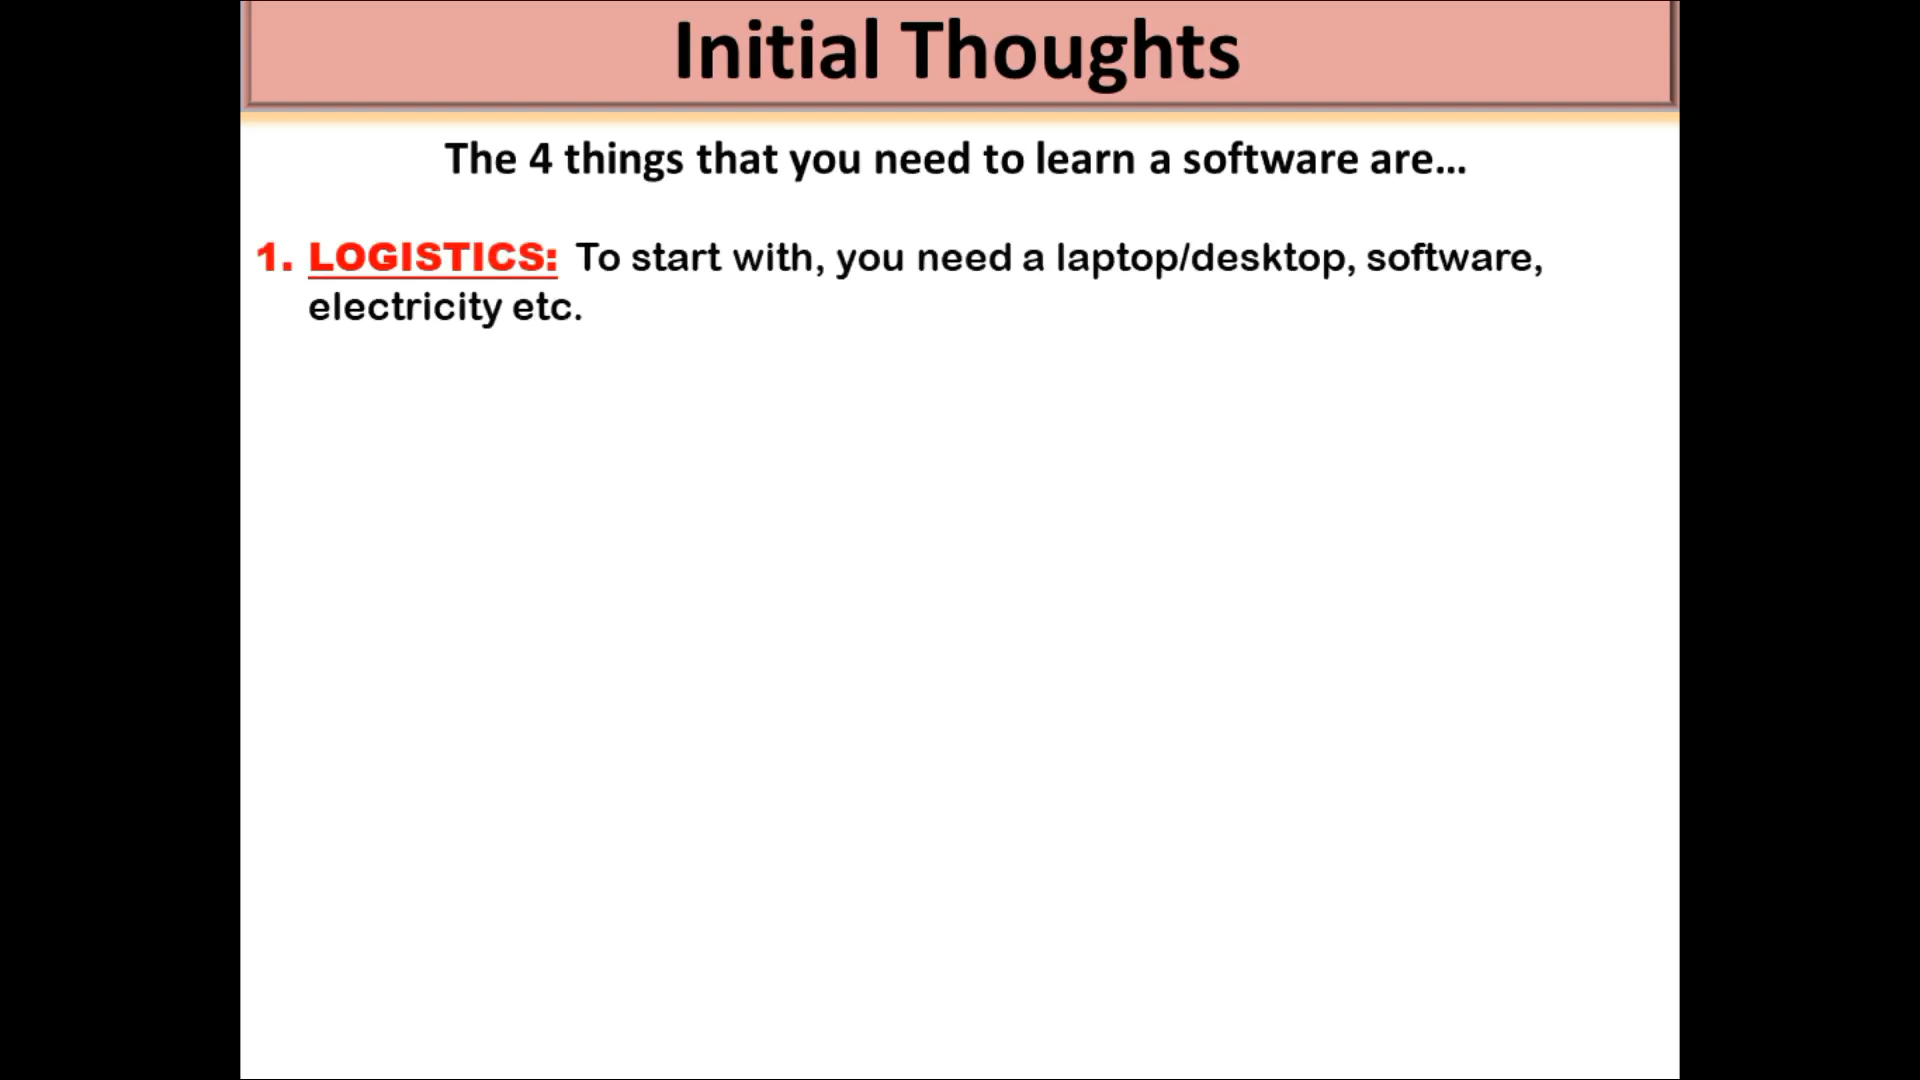 Initial Thoughts
The 4 things that you need to learn a software are...
1. LOGISTICS: To start with, you need a laptop/desktop, software,
electricity etc.